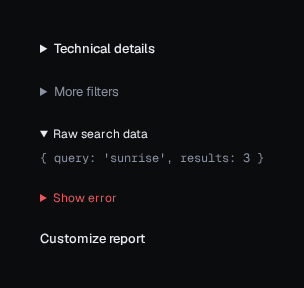 Technical details
More filters
Raw search data
{ query: 'sunrise', results: 3 }
Show error
Customize report